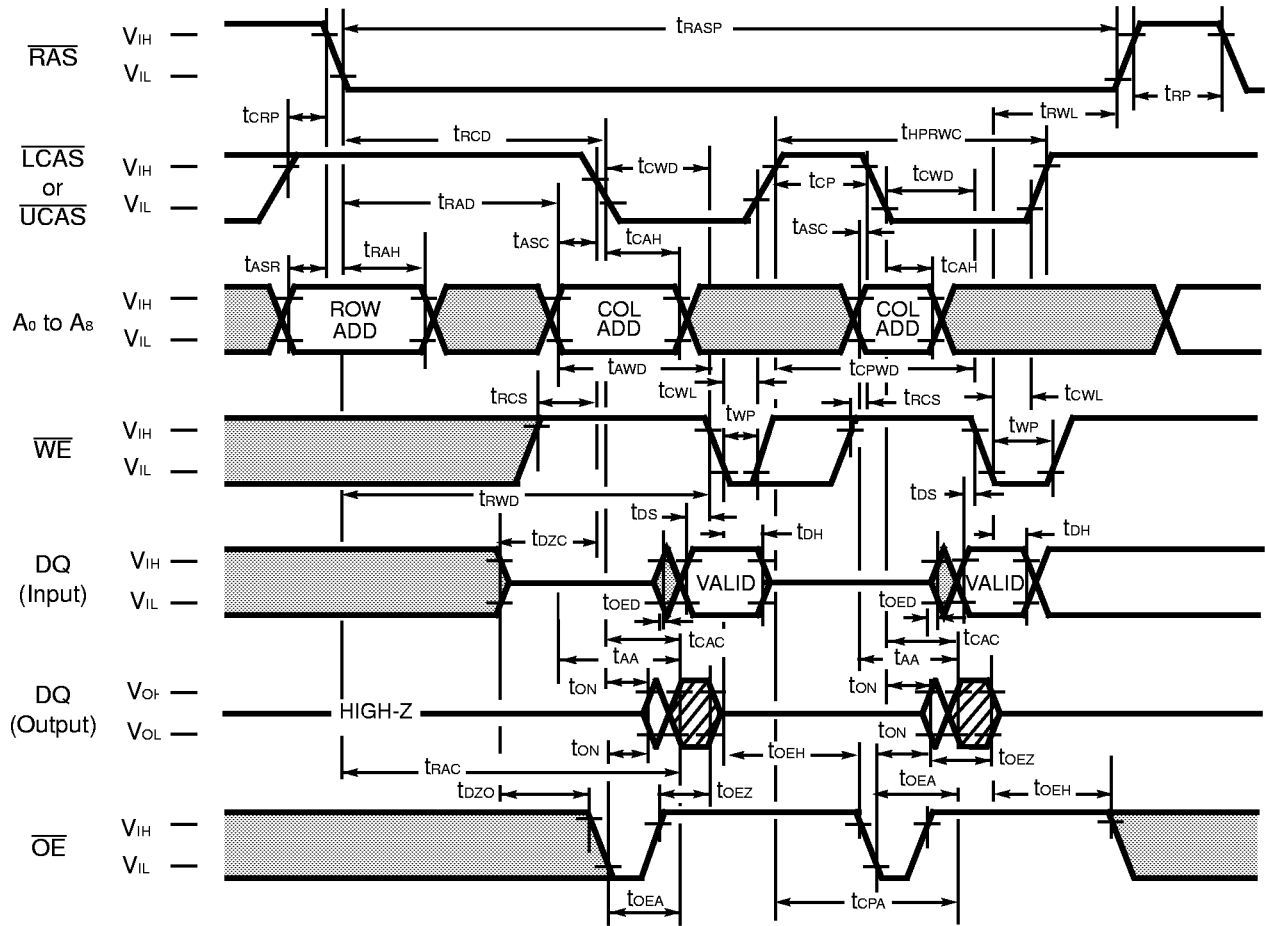 tRASP
RAS
VIH
VIL
tCRP
tRCD
tRWL
tRP
tHPRWC
LCAS
or
UCAS
VIH
VIL
tCWD
tCP
tCWD
tRAD
tASR
tRAH
tASC
tCAH
tASC
tCAH
A0 to A8
VIH
VIL
ROW
ADD
COL
ADD
COL
ADD
tAWD
tCPWD
tRCS
tCWL
tWP
tRCS
tCWL
tWP
WE
VIH
VIL
tRWD
tDS
tDS
tDZC
tDH
tDH
DQ
(Input)
VIH
VIL
VALID
VALID
tOED
tOED
tCAC
tCAC
tAA
tAA
tON
tON
DQ
(Output)
VOH
VOL
HIGH-Z
tON
tOEH
tON
tOEZ
tRAC
tOEA
tDZO
tOEZ
tOEH
OE
VIH
VIL
tOEA
tCPA